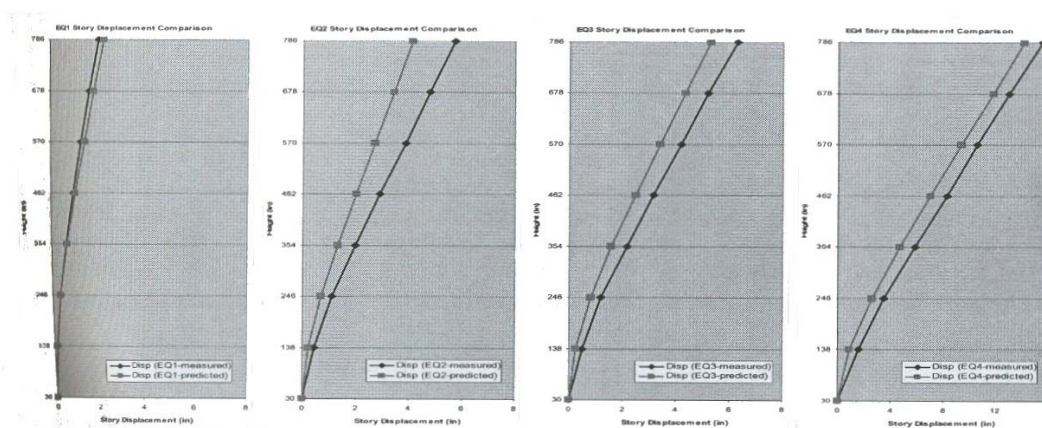 EQ1 Story Displacement Comparison
786
678
570
462
354
246
138
30
Height (in)
0
2
4
6
8
Story Displacement (in)
Disp (EQ1-measured)
Disp (EQ1-predicted)
EQ2 Story Displacement Comparison
786
678
570
462
354
246
138
30
Height (in)
0
2
4
6
8
Story Displacement (in)
Disp (EQ2-measured)
Disp (EQ2-predicted)
EQ3 Story Displacement Comparison
786
678
570
462
354
246
138
30
Height (in)
0
2
4
6
8
Story Displacement (in)
Disp (EQ3-measured)
Disp (EQ3-predicted)
EQ4 Story Displacement Comparison
786
678
570
462
354
246
138
30
Height (in)
0
4
8
12
Story Displacement (in)
Disp (EQ4-measured)
Disp (EQ4-predicted)